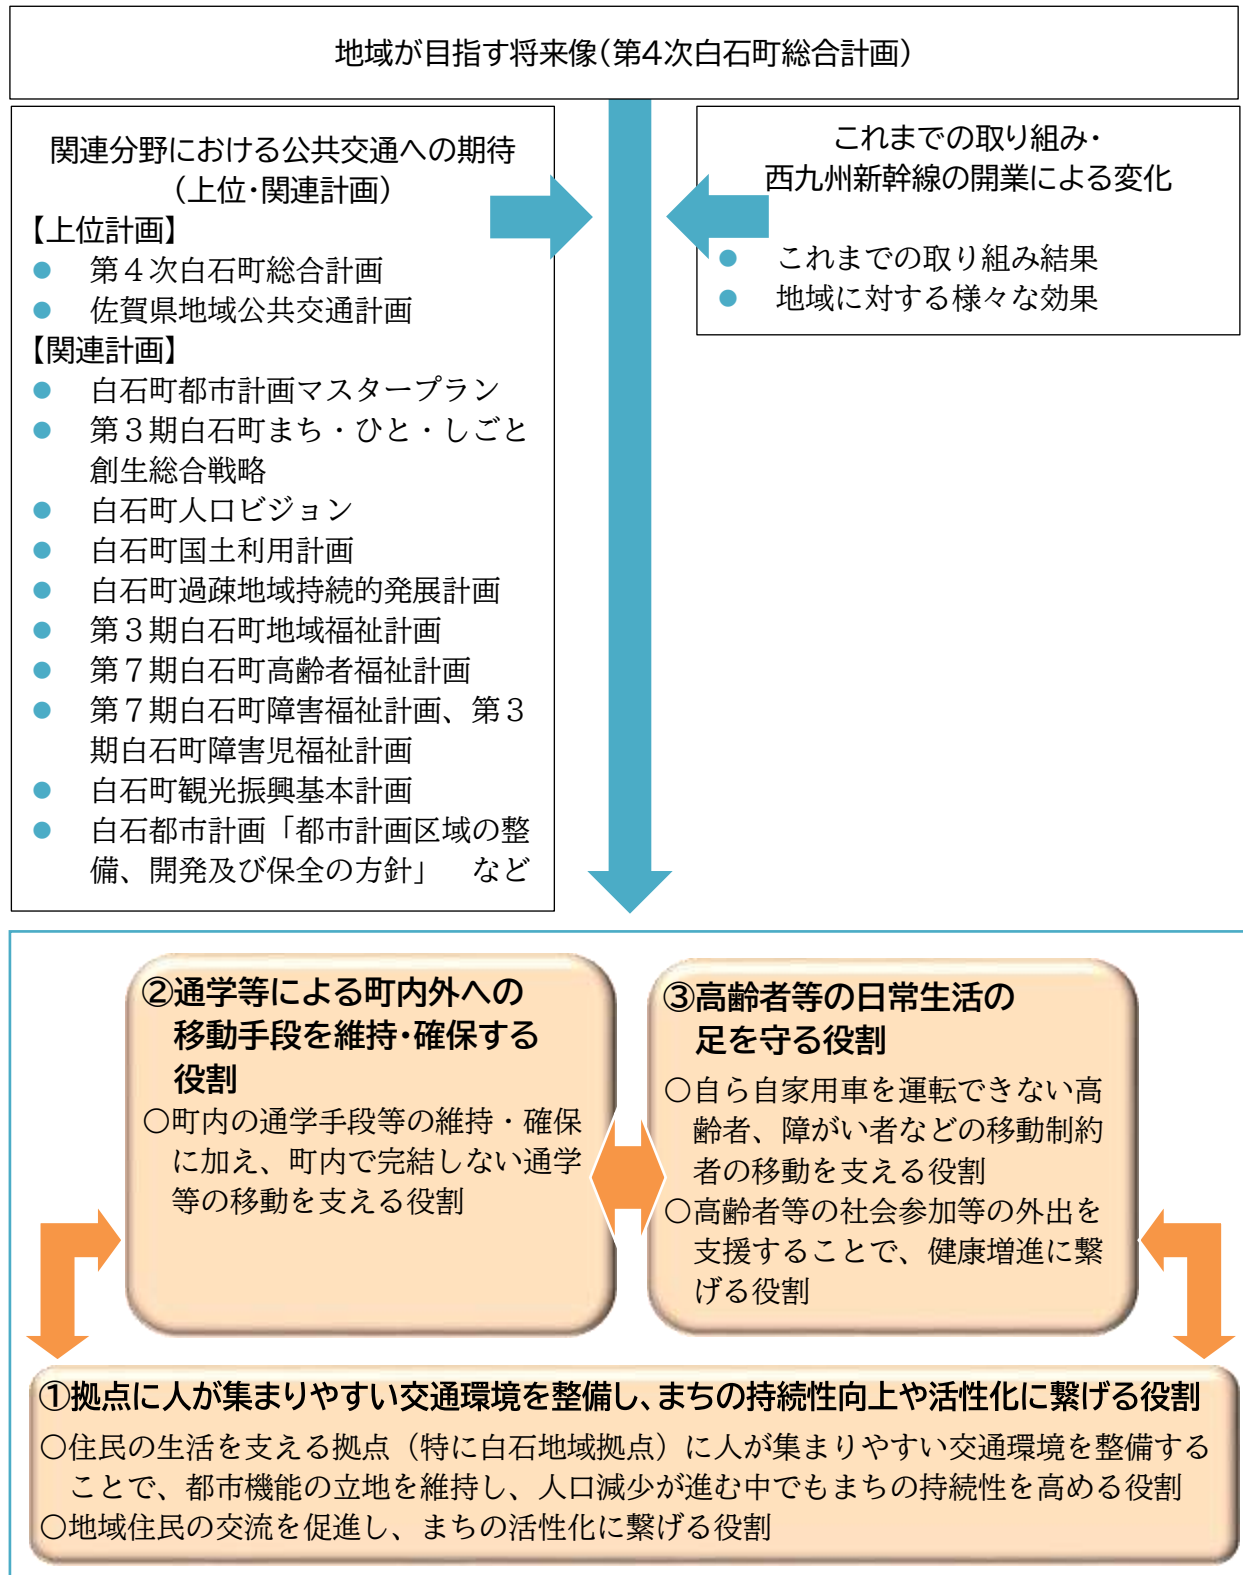 地域が目指す将来像(第4次白石町総合計画)
関連分野における公共交通への期待
(上位・関連計画)
【上位計画】
● 第４次白石町総合計画
● 佐賀県地域公共交通計画
【関連計画】
● 白石町都市計画マスタープラン
● 第３期白石町まち・ひと・しごと
創生総合戦略
● 白石町人口ビジョン
● 白石町国土利用計画
● 白石町過疎地域持続的発展計画
● 第３期白石町地域福祉計画
● 第７期白石町高齢者福祉計画
● 第７期白石町障害福祉計画、第３
期白石町障害児福祉計画
● 白石町観光振興基本計画
● 白石都市計画「都市計画区域の整
備、開発及び保全の方針」　など
これまでの取り組み・
西九州新幹線の開業による変化
● これまでの取り組み結果
● 地域に対する様々な効果
②通学等による町内外への
移動手段を維持・確保する
役割
○町内の通学手段等の維持・確保
に加え、町内で完結しない通学
等の移動を支える役割
③高齢者等の日常生活の
足を守る役割
○自ら自家用車を運転できない高
齢者、障がい者などの移動制約
者の移動を支える役割
○高齢者等の社会参加等の外出を
支援することで、健康増進に繋
げる役割
①拠点に人が集まりやすい交通環境を整備し、まちの持続性向上や活性化に繋げる役割
○住民の生活を支える拠点（特に白石地域拠点）に人が集まりやすい交通環境を整備する
ことで、都市機能の立地を維持し、人口減少が進む中でもまちの持続性を高める役割
○地域住民の交流を促進し、まちの活性化に繋げる役割